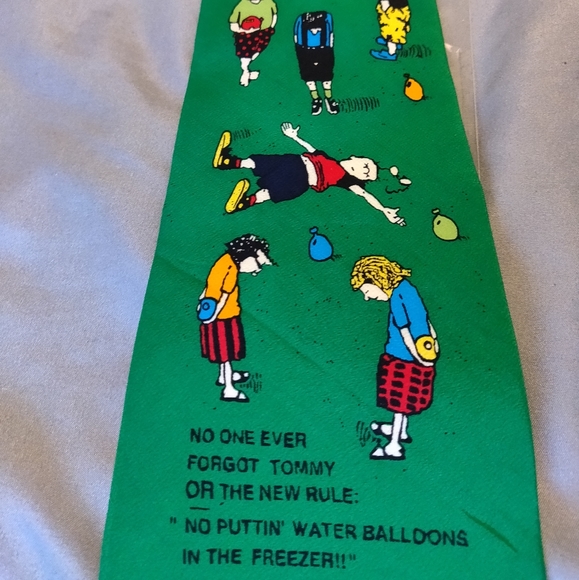 NO ONE EVER
FORGOT TOMMY
OR THE NEW RULE:
"NO PUTTIN' WATER BALLOONS
IN THE FREEZER!!"